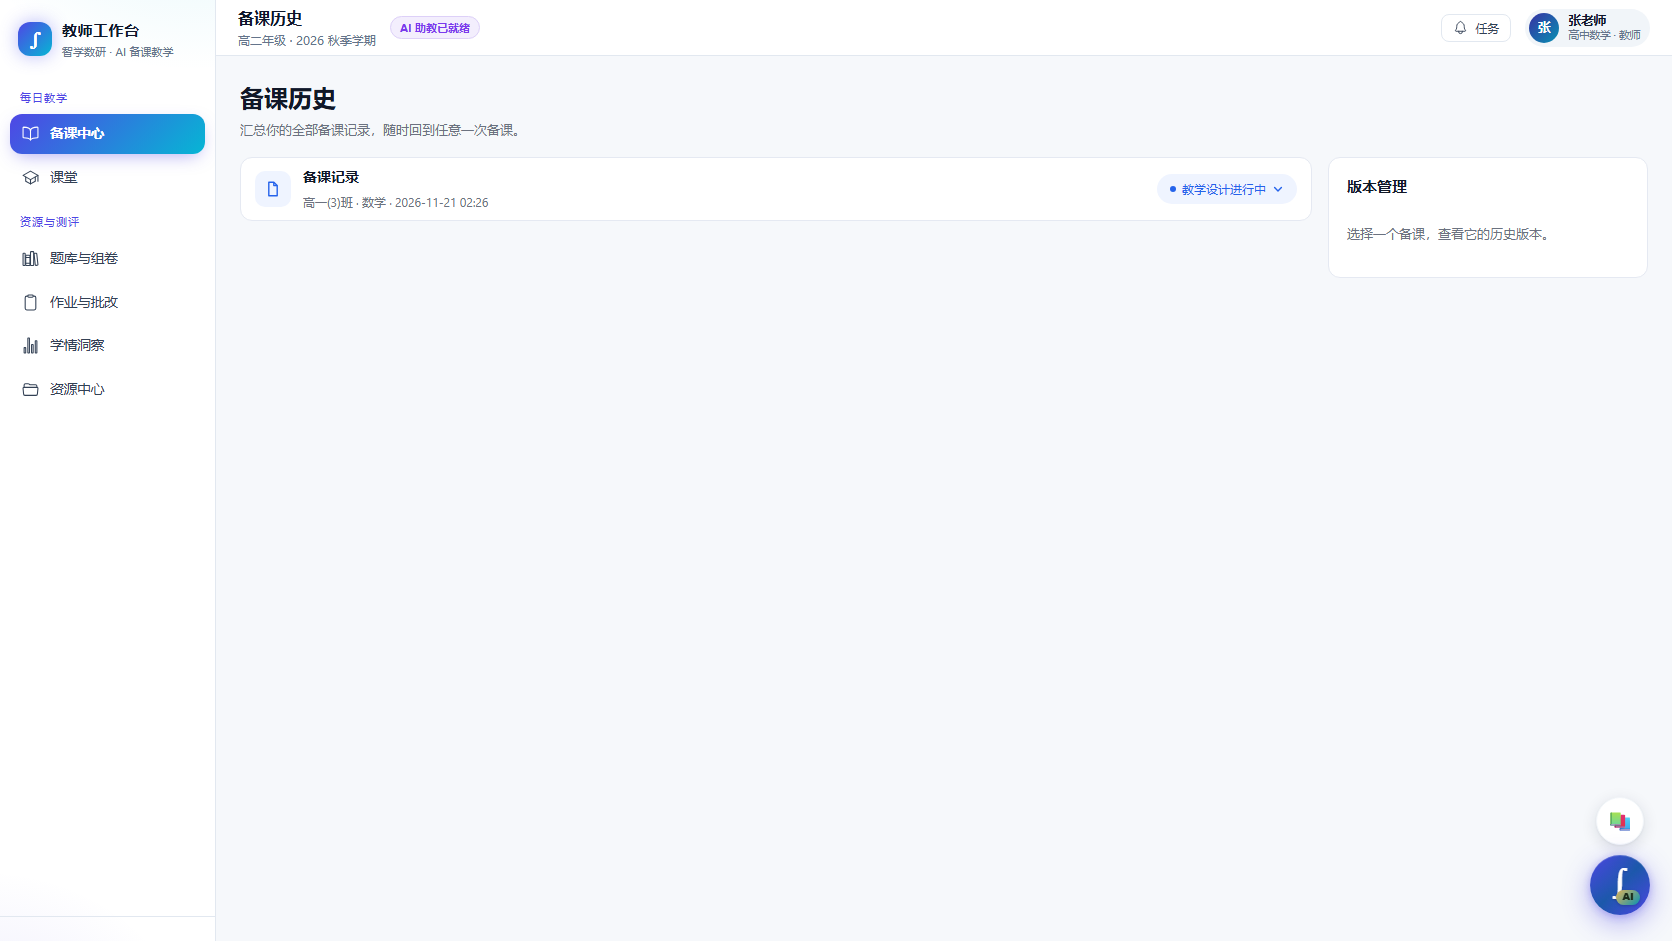 教师工作台
智学数研 · AI 备课教学
每日教学
备课中心
课堂
资源与测评
题库与组卷
作业与批改
学情洞察
资源中心
备课历史
高二年级 · 2026 秋季学期
AI 助教已就绪
任务
张
张老师
高中数学 · 教师
备课历史
汇总你的全部备课记录，随时回到任意一次备课。
备课记录
高一(3)班 · 数学 · 2026-11-21 02:26
教学设计进行中
版本管理
选择一个备课，查看它的历史版本。
AI